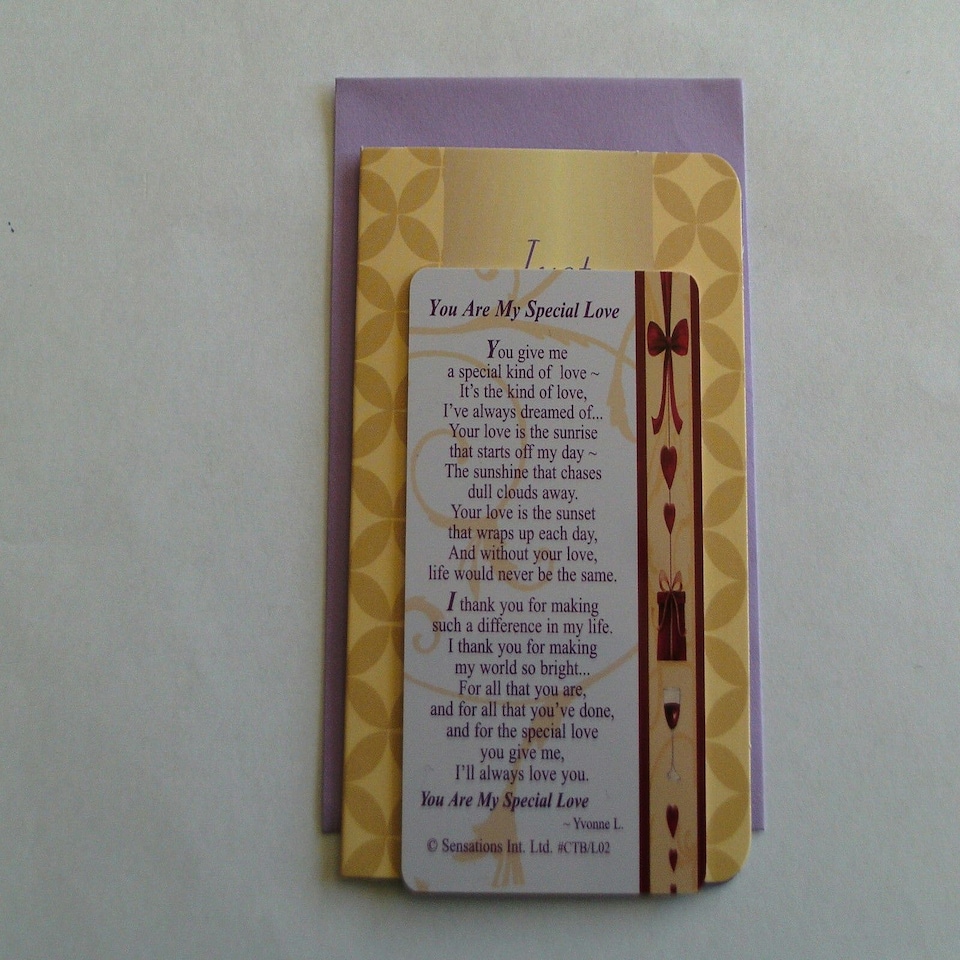 Just
You Are My Special Love
You give me
a special kind of love ~
It's the kind of love,
I've always dreamed of...
Your love is the sunrise
that starts off my day ~
The sunshine that chases
dull clouds away.
Your love is the sunset
that wraps up each day,
And without your love,
life would never be the same.
I thank you for making
such a difference in my life.
I thank you for making
my world so bright...
For all that you are,
and for all that you've done,
and for the special love
you give me,
I'll always love you.
You Are My Special Love
~ Yvonne L.
© Sensations Int. Ltd. #CTB/L02